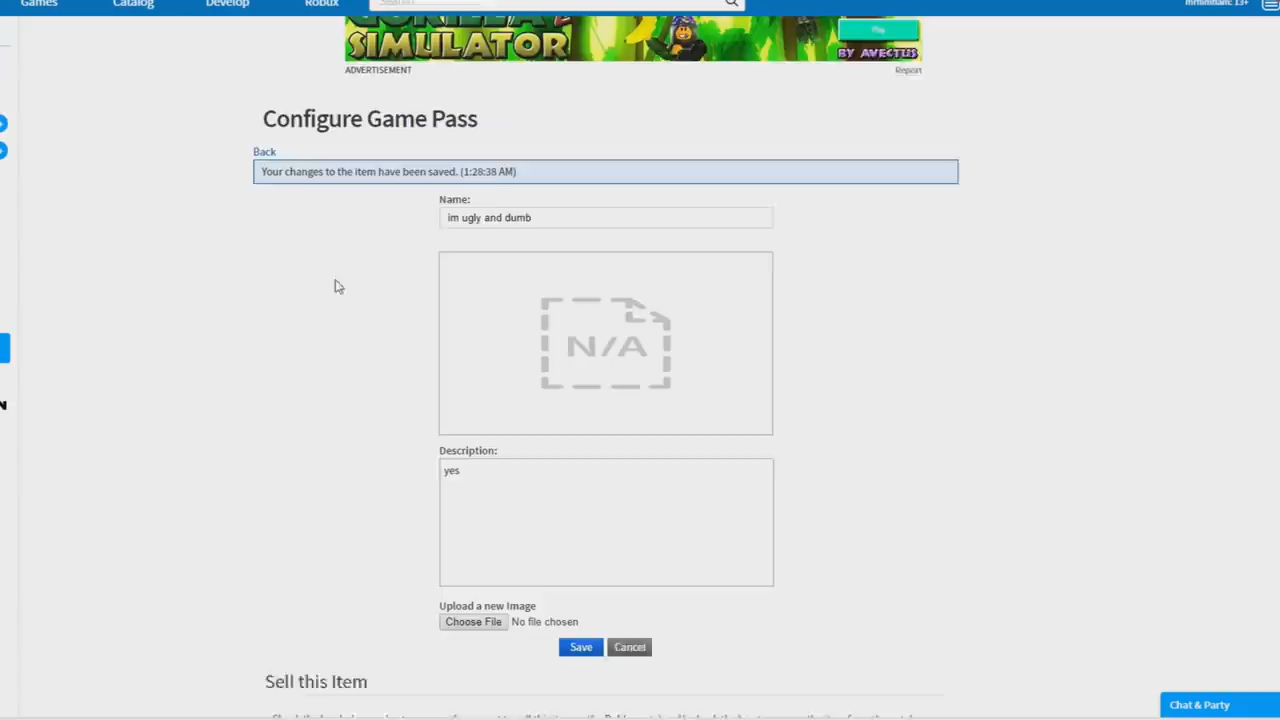 Games Catalog Develop Robux
SIMULATOR
BY AVECTUS
ADVERTISEMENT Report
Configure Game Pass
Back
Your changes to the item have been saved. (1:28:38 AM)
Name:
im ugly and dumb
N/A
Description:
yes
Upload a new Image
Choose File No file chosen
Save Cancel
Sell this Item
Chat & Party